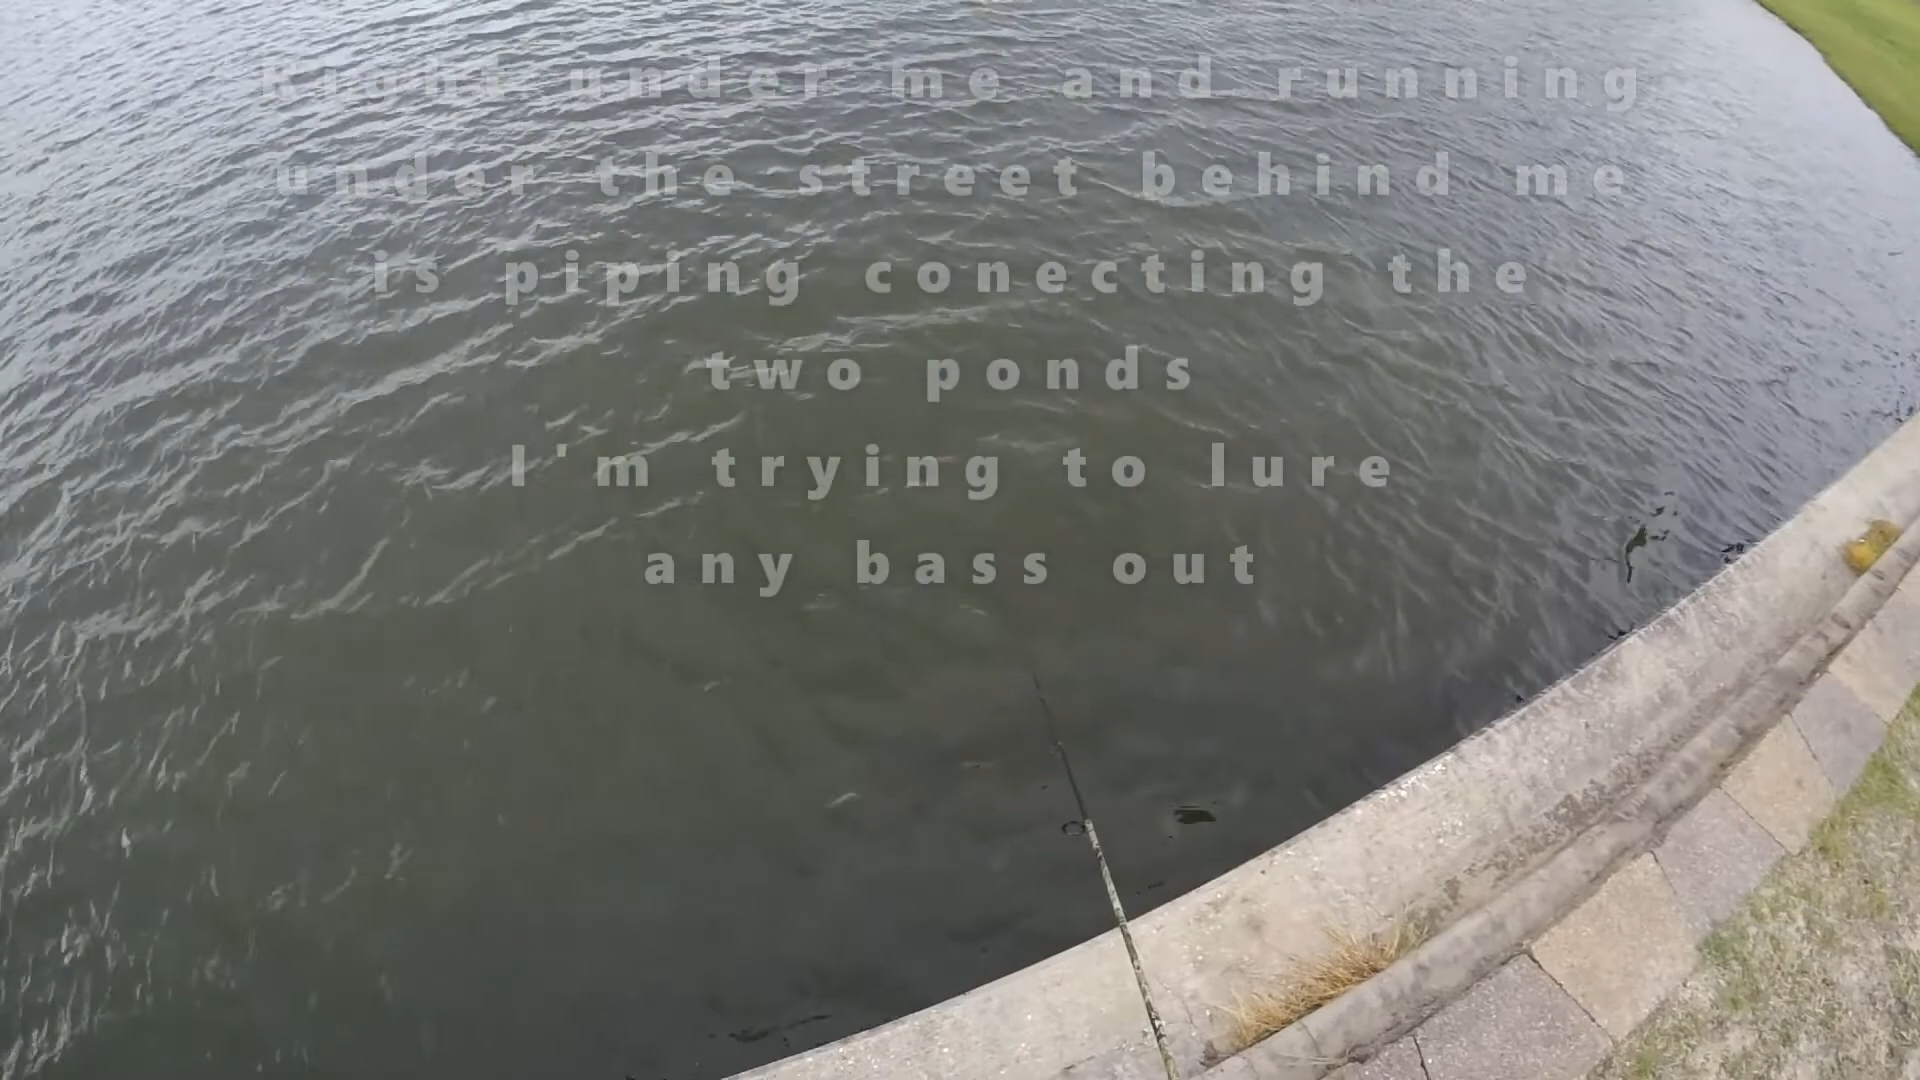 Right under me and running
under the street behind me
is piping conecting the
two ponds
I'm trying to lure
any bass out